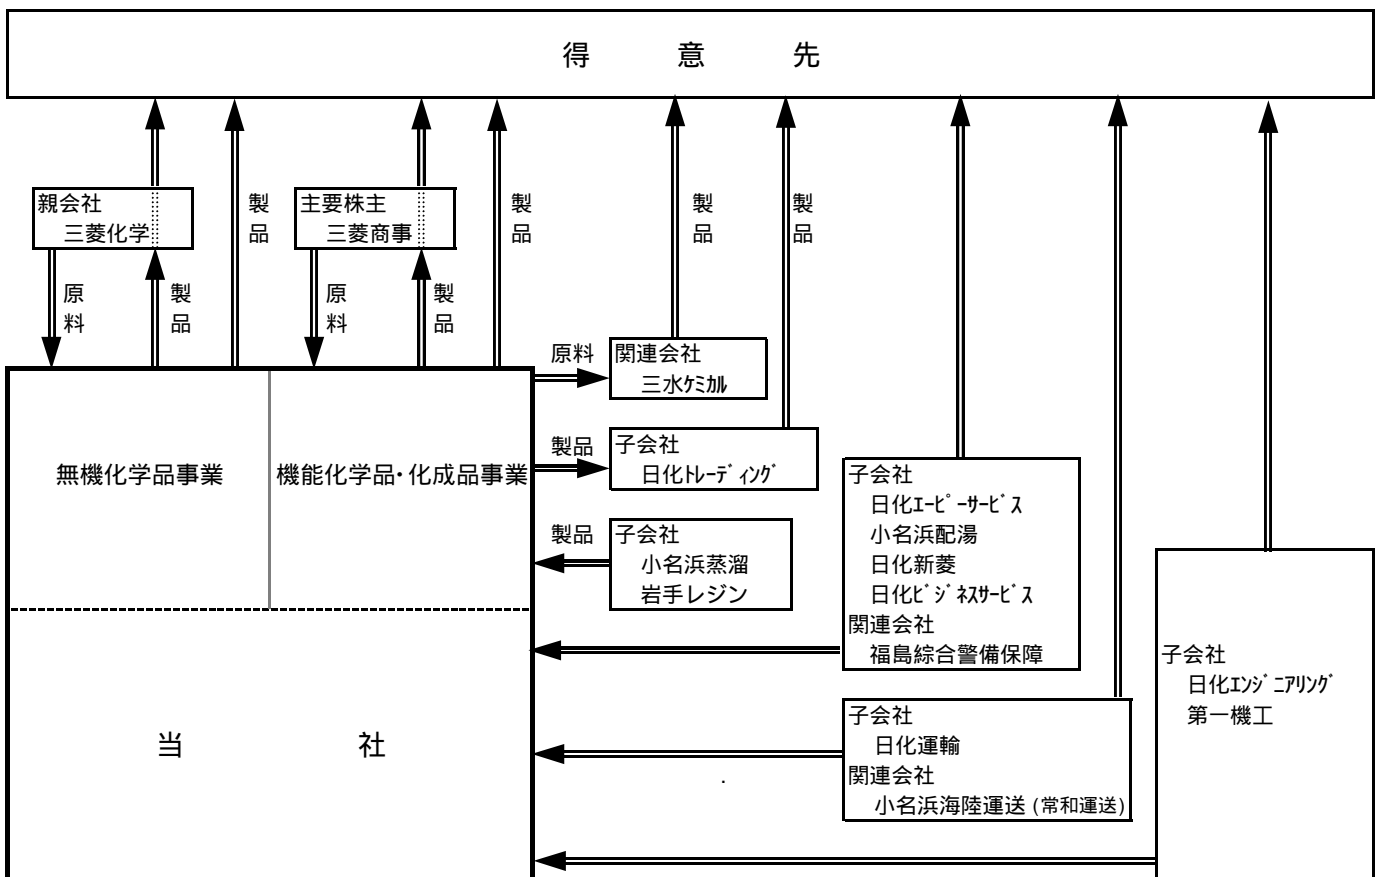 得 意 先
親会社
三菱化学
製品
主要株主
三菱商事
製品
製品
製品
原料
製品
原料
製品
原料
関連会社
三水ｹﾐｶﾙ
製品
子会社
日化ﾄﾚｰﾃﾞｨﾝｸﾞ
無機化学品事業
機能化学品・化成品事業
製品
子会社
小名浜蒸溜
岩手レジン
子会社
日化ｴｰﾋﾟｰｻｰﾋﾞｽ
小名浜配湯
日化新菱
日化ﾋﾞｼﾞﾈｽｻｰﾋﾞｽ
関連会社
福島綜合警備保障
子会社
日化ｴﾝｼﾞﾆｱﾘﾝｸﾞ
第一機工
当 社
子会社
日化運輸
関連会社
小名浜海陸運送(常和運送)